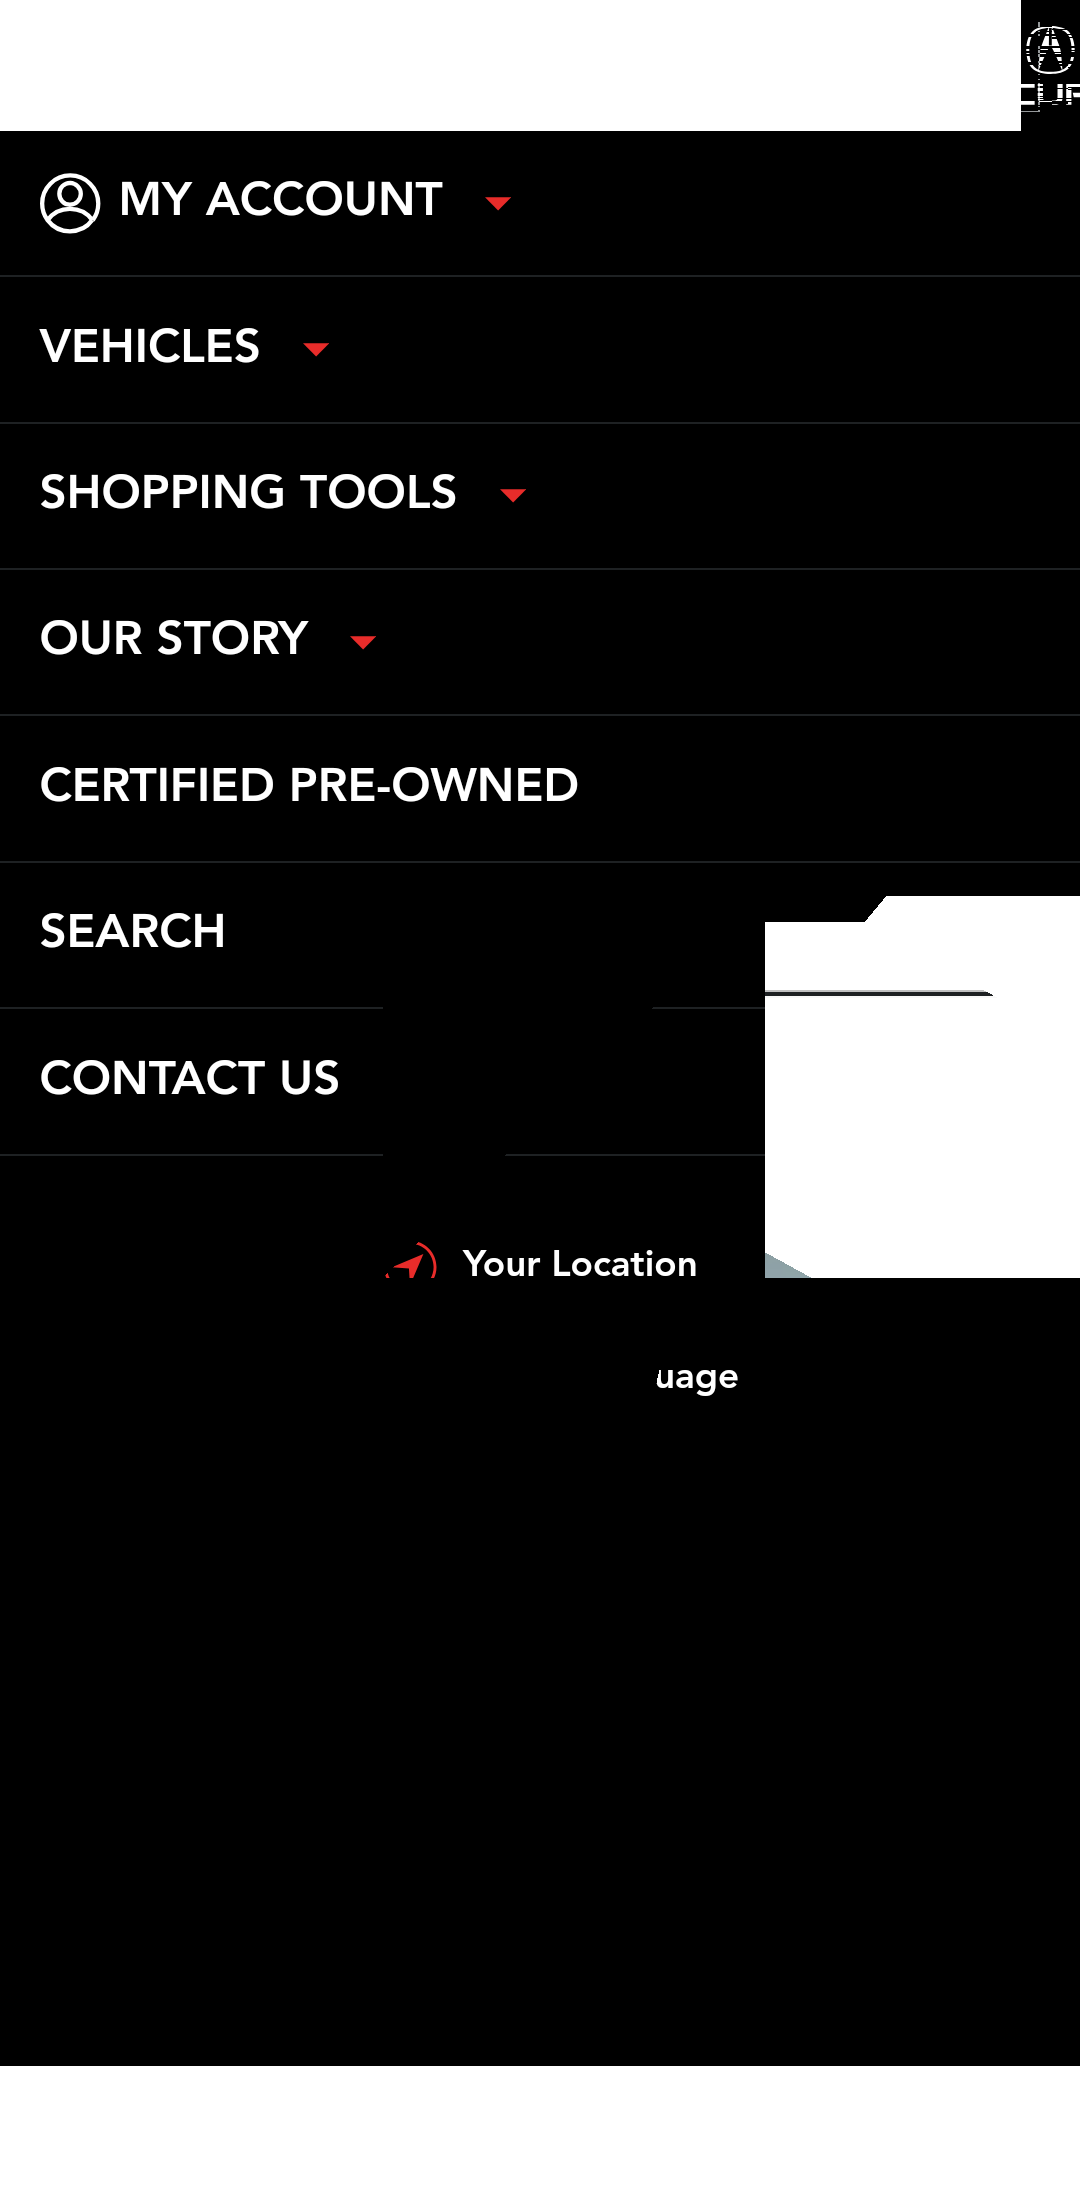 MY ACCOUNT
VEHICLES
SHOPPING TOOLS
OUR STORY
CERTIFIED PRE-OWNED
SEARCH
CONTACT US
Your Location
uage